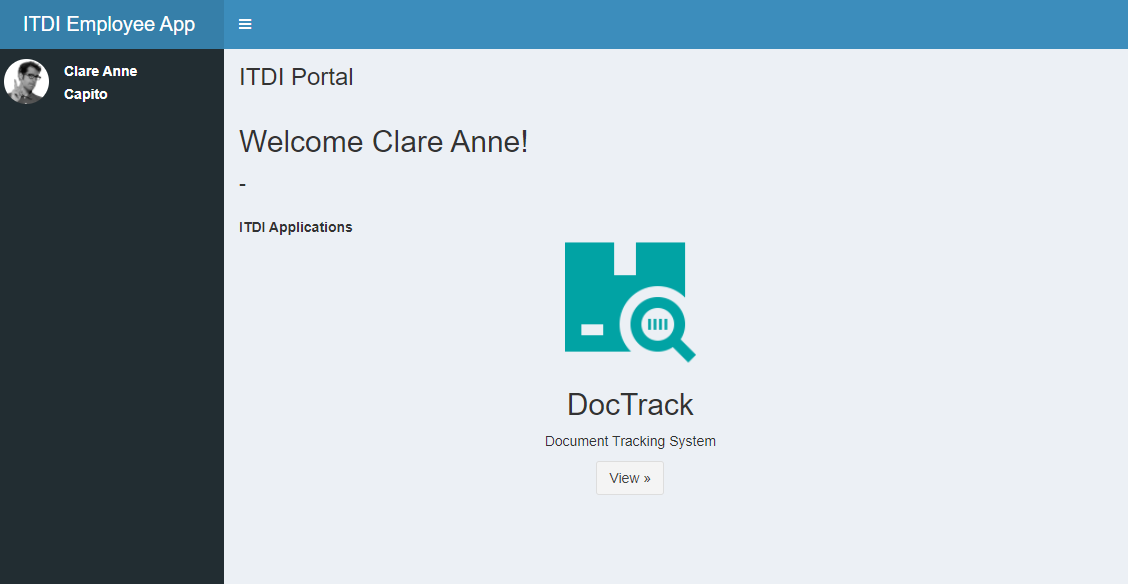 ITDI Employee App
Clare Anne
Capito
ITDI Portal
Welcome Clare Anne!
-
ITDI Applications
DocTrack
Document Tracking System
View »